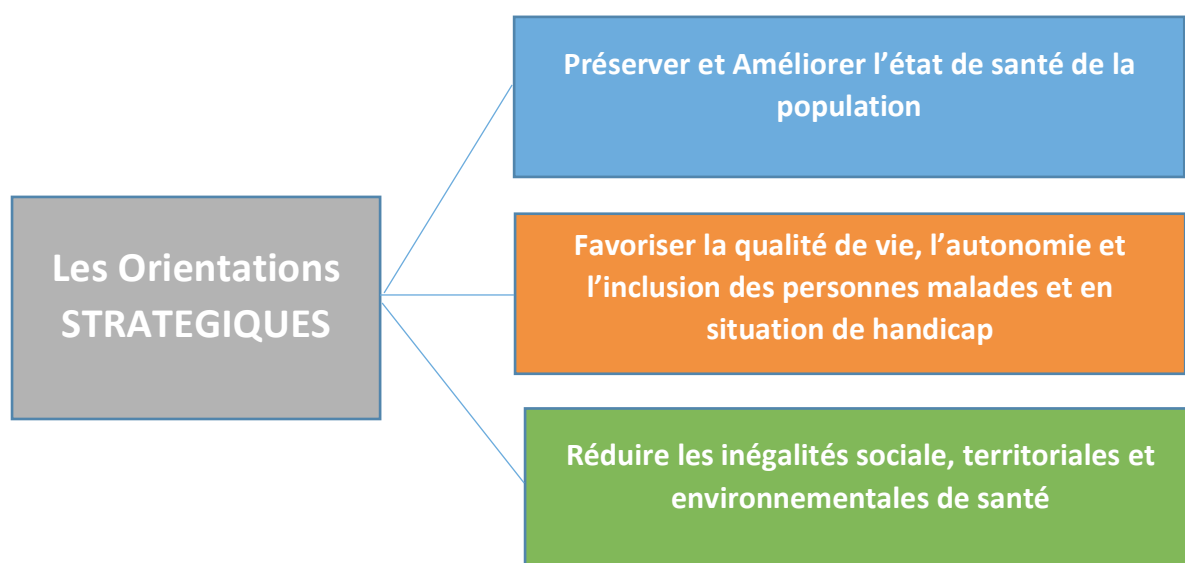 Préserver et Améliorer l’état de santé de la
population
Les Orientations
STRATEGIQUES
Favoriser la qualité de vie, l’autonomie et
l’inclusion des personnes malades et en
situation de handicap
Réduire les inégalités sociale, territoriales et
environnementales de santé